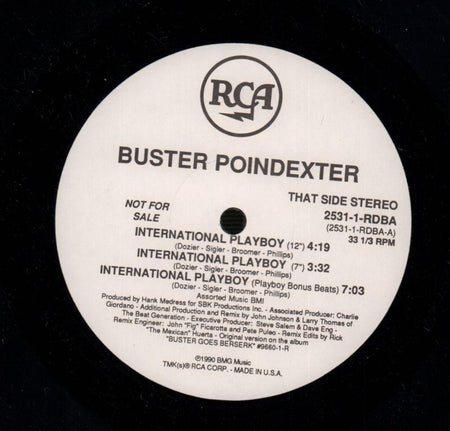 RCA
BUSTER POINDEXTER
THAT SIDE STEREO
NOT FOR
SALE
2531-1-RDBA
(2531-1-RDBA-A)
33 1/3 RPM
INTERNATIONAL PLAYBOY (12") 4:19
(Dozier - Sigler - Broomer - Phillips)
INTERNATIONAL PLAYBOY (7") 3:32
(Dozier - Sigler - Broomer - Phillips)
INTERNATIONAL PLAYBOY (Playboy Bonus Beats) 7:03
(Dozier - Sigler - Broomer - Phillips)
Assorted Music BMI
Produced by Hank Medress for SBK Productions Inc. - Associated Producer: Charlie
Giordano - Additional Production and Remix by John Johnson & Larry Thomas of
The Beat Generation - Executive Producer: Steve Salem & Dave Eng -
Remix Engineer: John "Fig" Ficarotta and Pete Puleo - Remix Edits by Rick
"The Mexican" Huerta - Original version on the album
"BUSTER GOES BERSERK" #9660-1-R
℗1990 BMG Music
TMK(s)® RCA CORP. - MADE IN U.S.A.